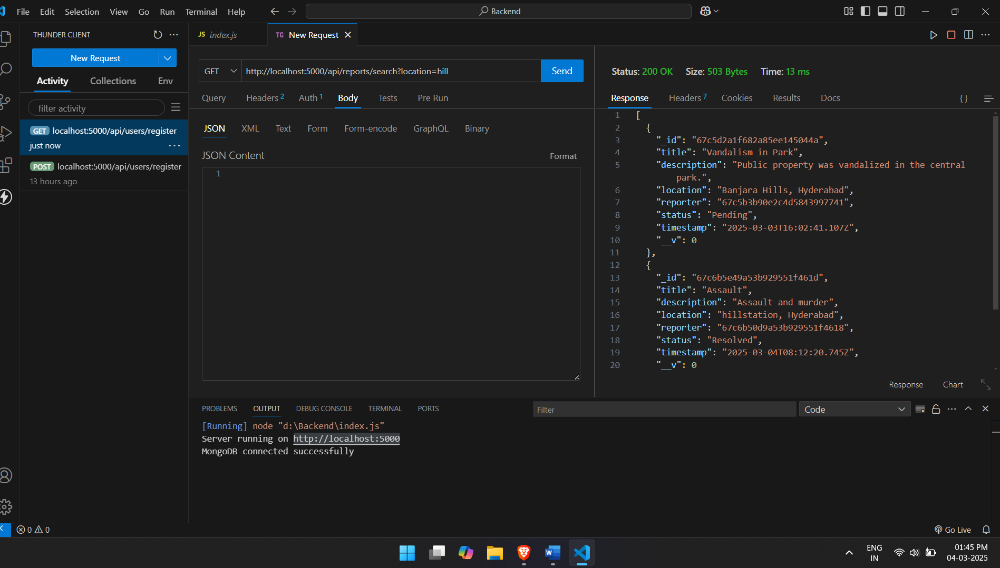 File Edit Selection View Go Run Terminal Help
Backend
THUNDER CLIENT
New Request
Activity Collections Env
filter activity
GET localhost:5000/api/users/register
just now
POST localhost:5000/api/users/register
13 hours ago
JS index.js
TC New Request
GET http://localhost:5000/api/reports/search?location=hill Send
Query Headers 2 Auth 1 Body Tests Pre Run
JSON XML Text Form Form-encode GraphQL Binary
JSON Content Format
1
Status: 200 OK Size: 503 Bytes Time: 13 ms
Response Headers 7 Cookies Results Docs {}
1 [
2 {
3 "_id": "67c5d2a1f682a85ee145044a",
4 "title": "Vandalism in Park",
5 "description": "Public property was vandalized in the central
park.",
6 "location": "Banjara Hills, Hyderabad",
7 "reporter": "67c5b3b90e2c4d5843997741",
8 "status": "Pending",
9 "timestamp": "2025-03-03T16:02:41.107Z",
10 "__v": 0
11 },
12 {
13 "_id": "67c6b5e49a53b929551f461d",
14 "title": "Assault",
15 "description": "Assault and murder",
16 "location": "hillstation, Hyderabad",
17 "reporter": "67c6b50d9a53b929551f4618",
18 "status": "Resolved",
19 "timestamp": "2025-03-04T08:12:20.745Z",
20 "__v": 0
Response Chart
PROBLEMS OUTPUT DEBUG CONSOLE TERMINAL PORTS
Filter
Code
[Running] node "d:\Backend\index.js"
Server running on http://localhost:5000
MongoDB connected successfully
0 0
Go Live
W
ENG
IN
01:45 PM
04-03-2025